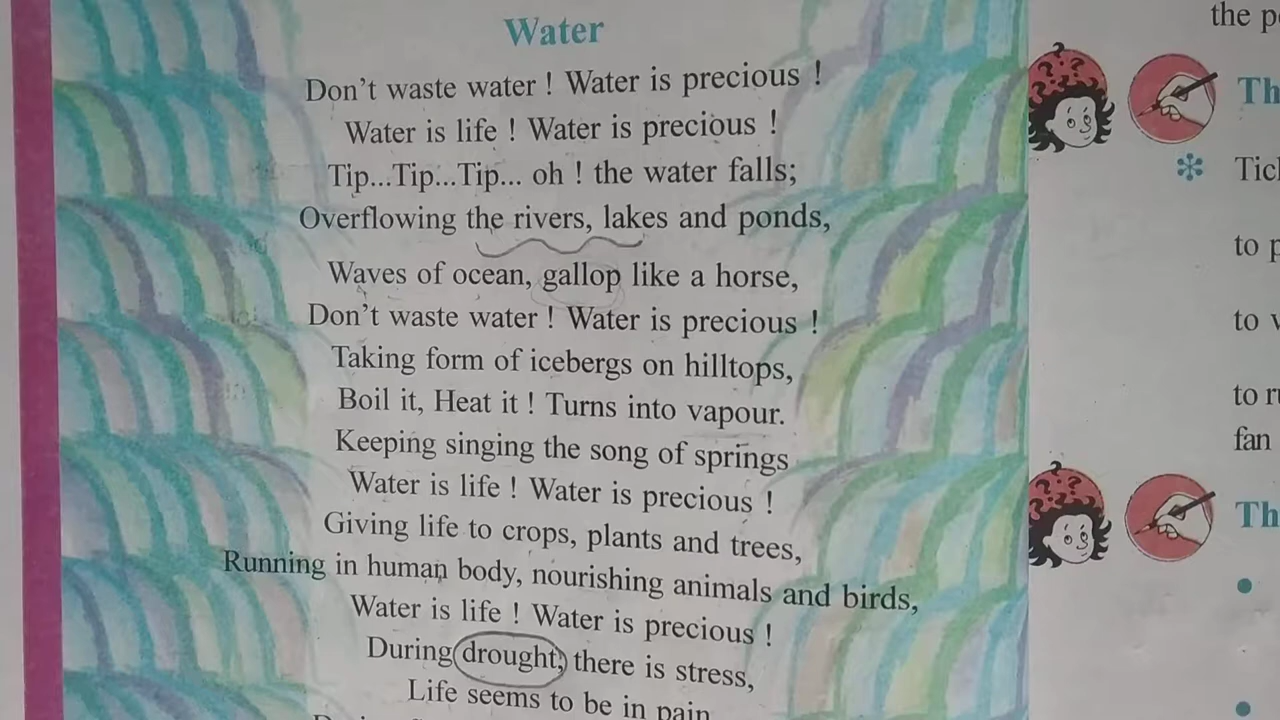 Water
Don't waste water ! Water is precious !
Water is life ! Water is precious !
Tip...Tip...Tip... oh ! the water falls;
Overflowing the rivers, lakes and ponds,
Waves of ocean, gallop like a horse,
Don't waste water ! Water is precious !
Taking form of icebergs on hilltops,
Boil it, Heat it ! Turns into vapour.
Keeping singing the song of springs
Water is life ! Water is precious !
Giving life to crops, plants and trees,
Running in human body, nourishing animals and birds,
Water is life ! Water is precious !
During drought, there is stress,
Life seems to be in pain
the
to
to
to
fan